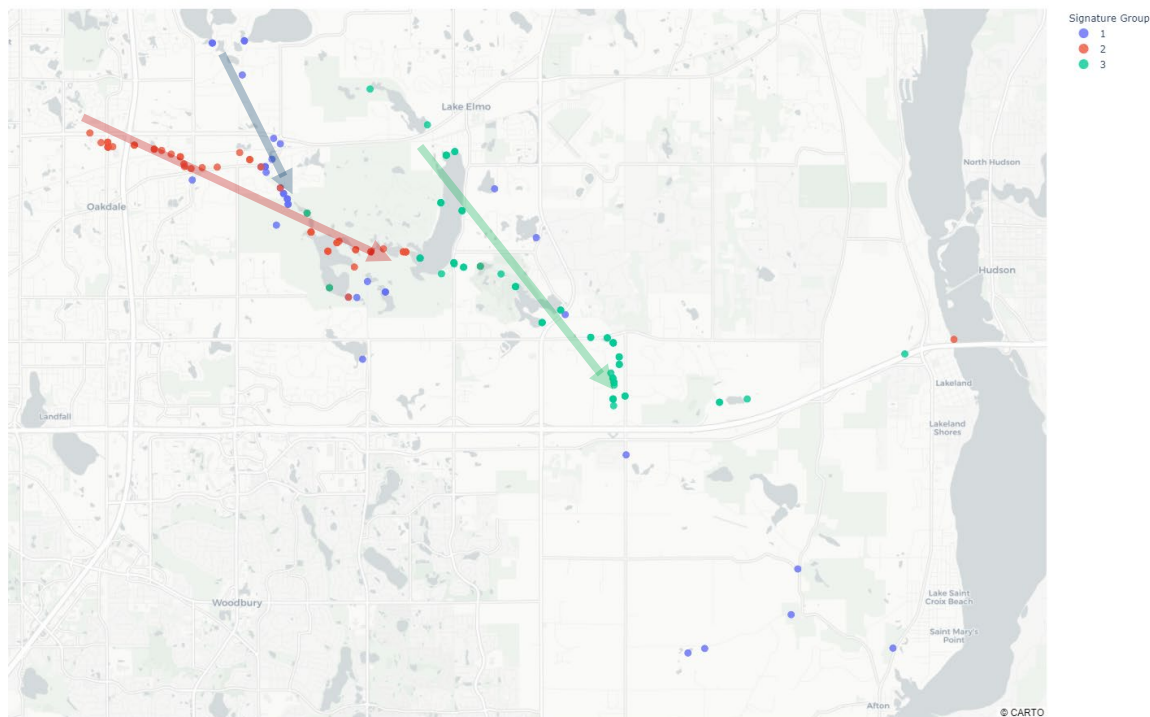 Signature Group
1
2
3
Lake Elmo
North Hudson
Oakdale
Hudson
Lakeland
Landfall
Lakeland
Shores
Woodbury
Lake Saint
Croix Beach
Saint Mary's
Point
Afton
© CARTO